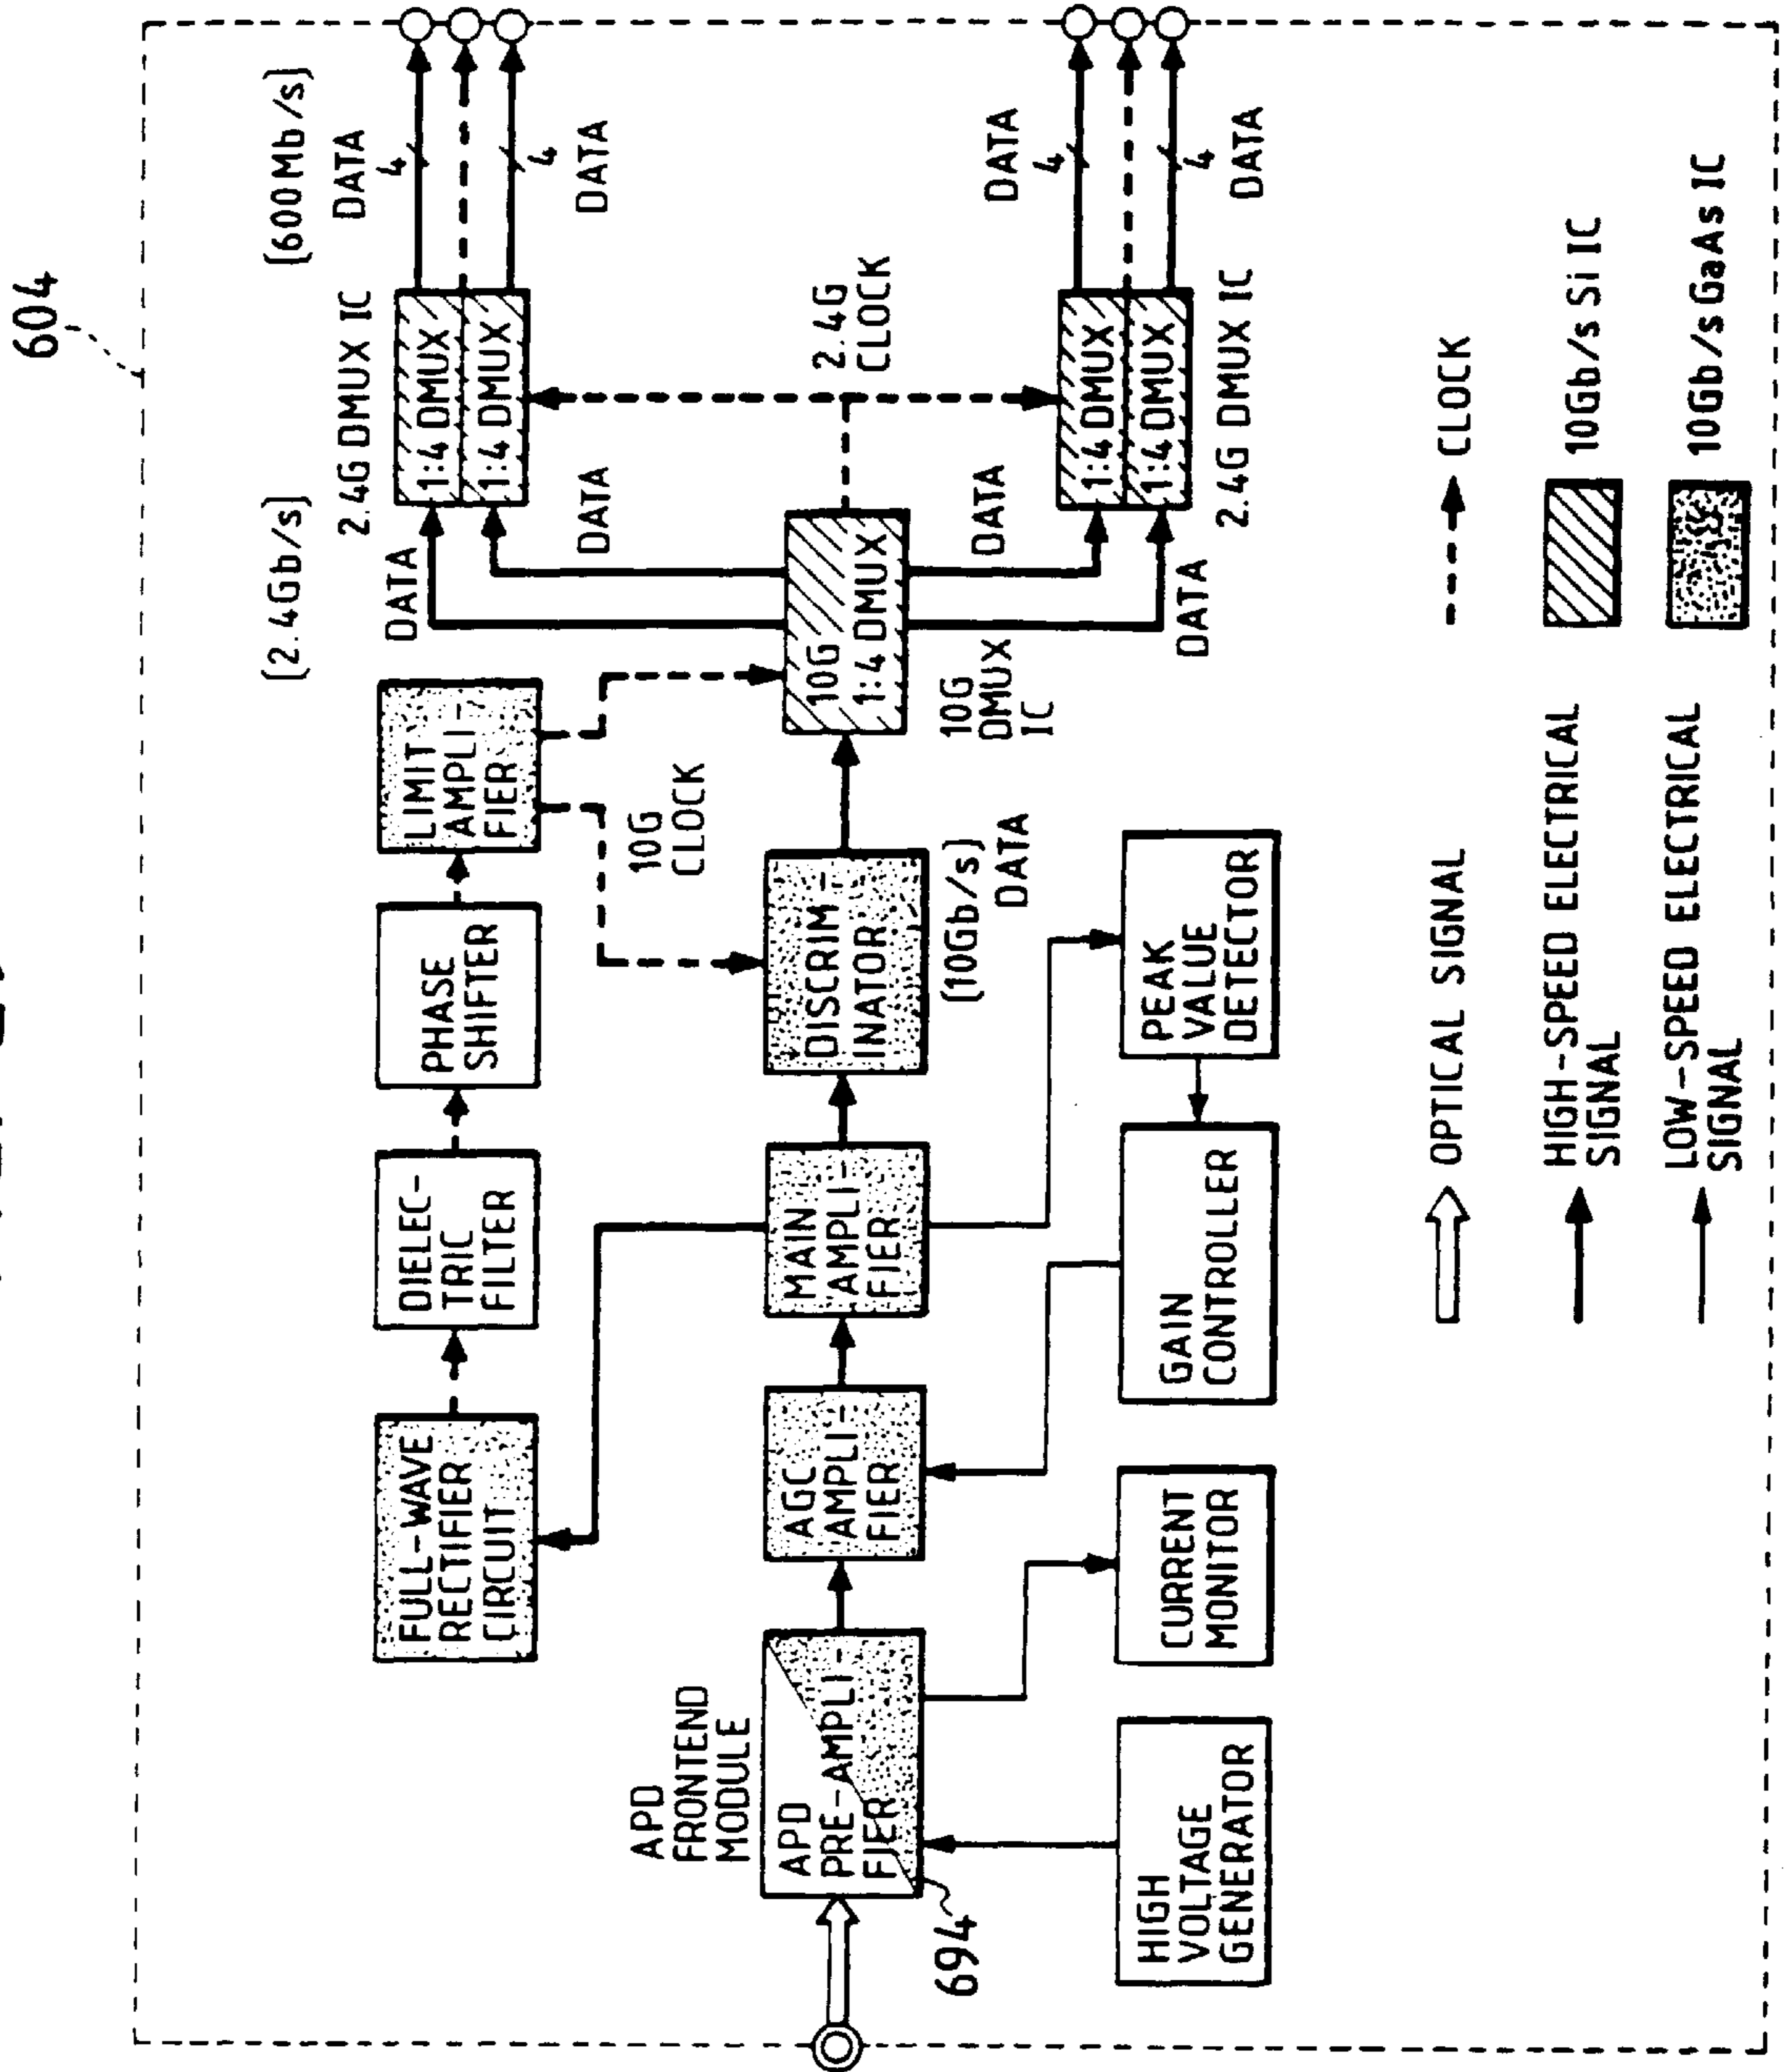 604
[600Mb/s]
[2.4Gb/s]
2.4G DMUX IC
DATA
4
1:4 DMUX
1:4 DMUX
4
DATA
DATA
DATA
FULL-WAVE
RECTIFIER
CIRCUIT
DIELEC-
TRIC
FILTER
PHASE
SHIFTER
LIMIT
AMPLI-
FIER
10G
CLOCK
2.4G
CLOCK
APD
FRONTEND
MODULE
APD
PRE-AMPLI-
FIER
694
AGC
AMPLI-
FIER
MAIN
AMPLI-
FIER
DISCRIM-
INATOR
[10Gb/s]
DATA
10G
1:4 DMUX
10G
DMUX
IC
DATA
DATA
DATA
4
1:4 DMUX
1:4 DMUX
4
DATA
2.4G DMUX IC
HIGH
VOLTAGE
GENERATOR
CURRENT
MONITOR
GAIN
CONTROLLER
PEAK
VALUE
DETECTOR
OPTICAL SIGNAL
CLOCK
HIGH-SPEED ELECTRICAL
SIGNAL
10Gb/s Si IC
LOW-SPEED ELECTRICAL
SIGNAL
10Gb/s GaAs IC